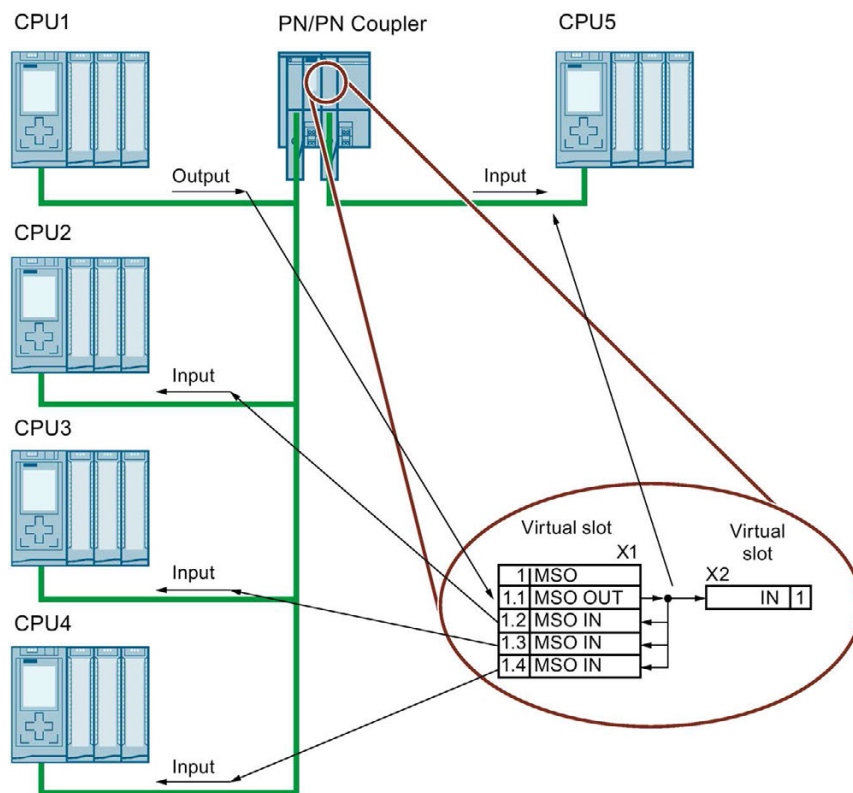 CPU1
PN/PN Coupler
CPU5
Output
Input
CPU2
Input
CPU3
Input
CPU4
Input
Virtual slot
X1
Virtual
slot
X2
1 MSO
1.1 MSO OUT
IN 1
1.2 MSO IN
1.3 MSO IN
1.4 MSO IN